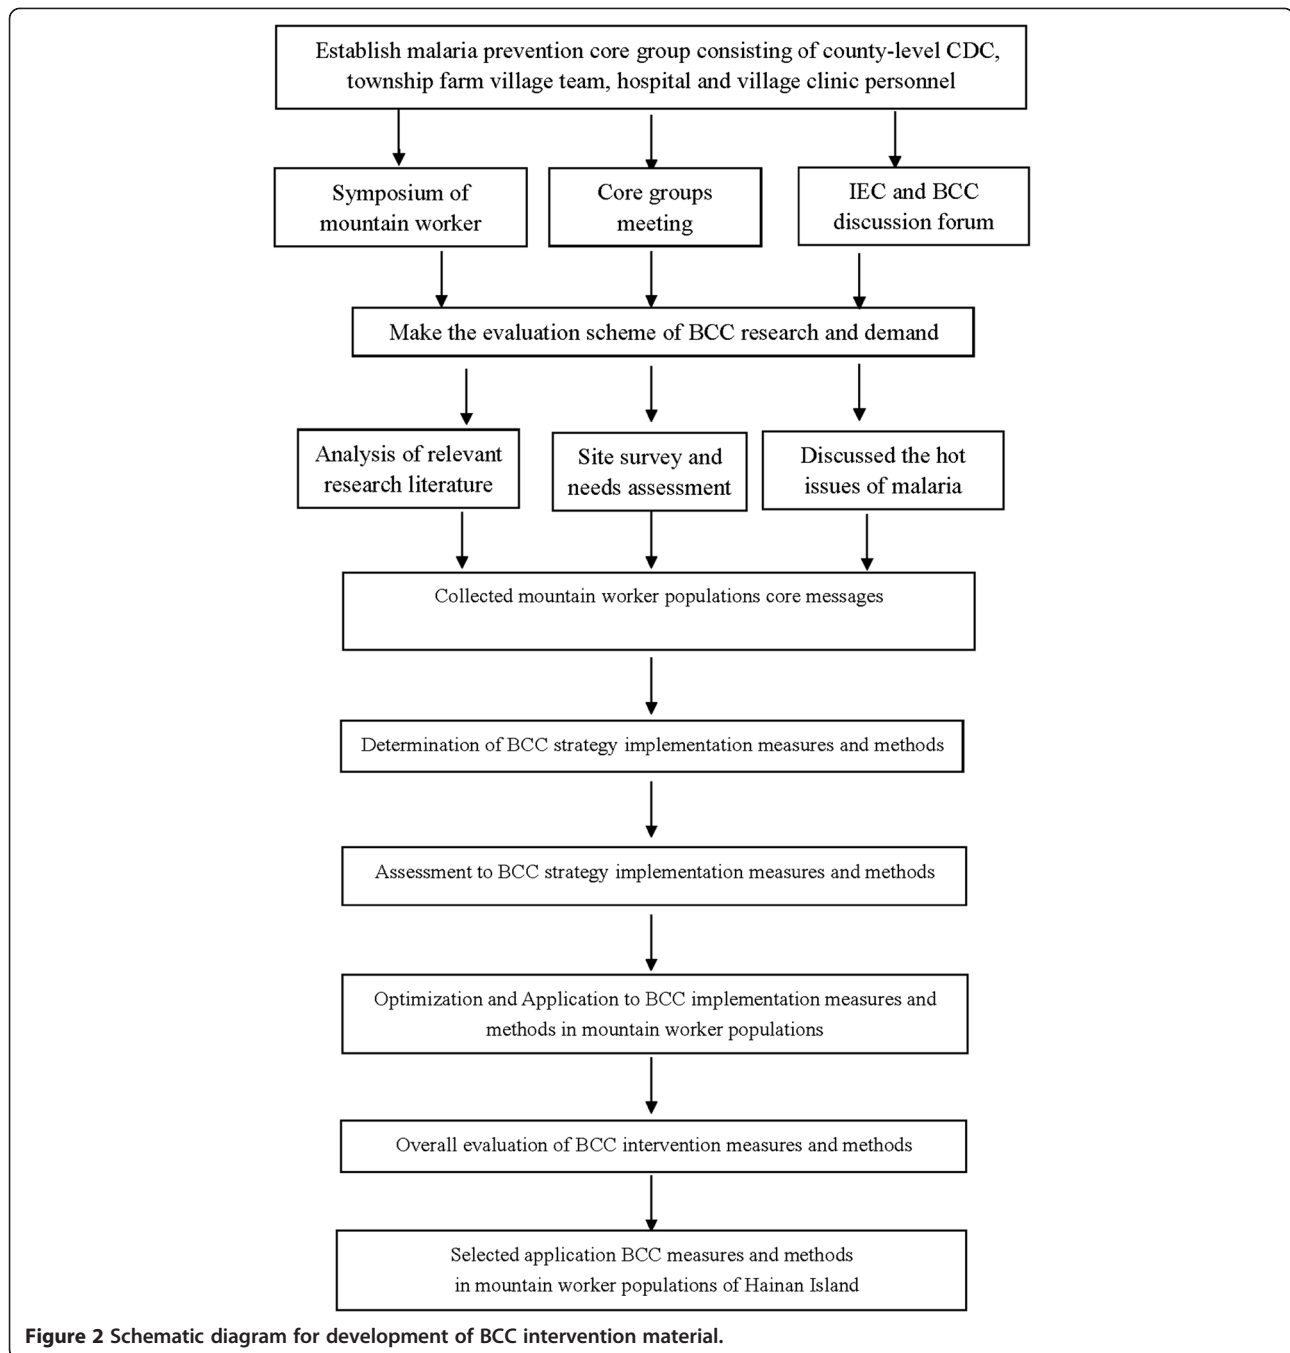 Establish malaria prevention core group consisting of county-level CDC,
township farm village team, hospital and village clinic personnel
Symposium of
mountain worker
Core groups
meeting
IEC and BCC
discussion forum
Make the evaluation scheme of BCC research and demand
Analysis of relevant
research literature
Site survey and
needs assessment
Discussed the hot
issues of malaria
Collected mountain worker populations core messages
Determination of BCC strategy implementation measures and methods
Assessment to BCC strategy implementation measures and methods
Optimization and Application to BCC implementation measures and
methods in mountain worker populations
Overall evaluation of BCC intervention measures and methods
Selected application BCC measures and methods
in mountain worker populations of Hainan Island
Figure 2 Schematic diagram for development of BCC intervention material.